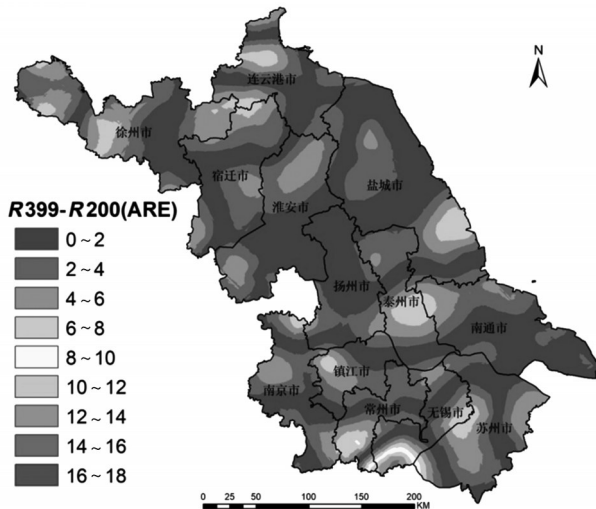 N
连云港市
徐州市
宿迁市
盐城市
淮安市
R399-R200(ARE)
0~2
2~4
4~6
6~8
8~10
10~12
12~14
14~16
16~18
扬州市
泰州市
南通市
镇江市
南京市
常州市
无锡市
苏州市
0 25 50 100 150 200
KM